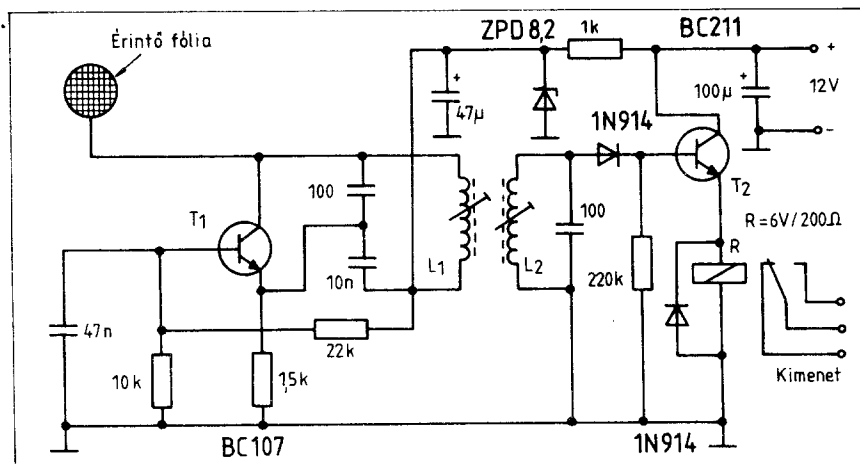 Érintő fólia
ZPD 8,2
1k
BC211
+
+
47µ
+
100µ
12V
1N914
-
T1
100
T2
100
R=6V/200Ω
R
10n
L1
L2
220k
47n
22k
10k
1,5k
Kimenet
BC107
1N914